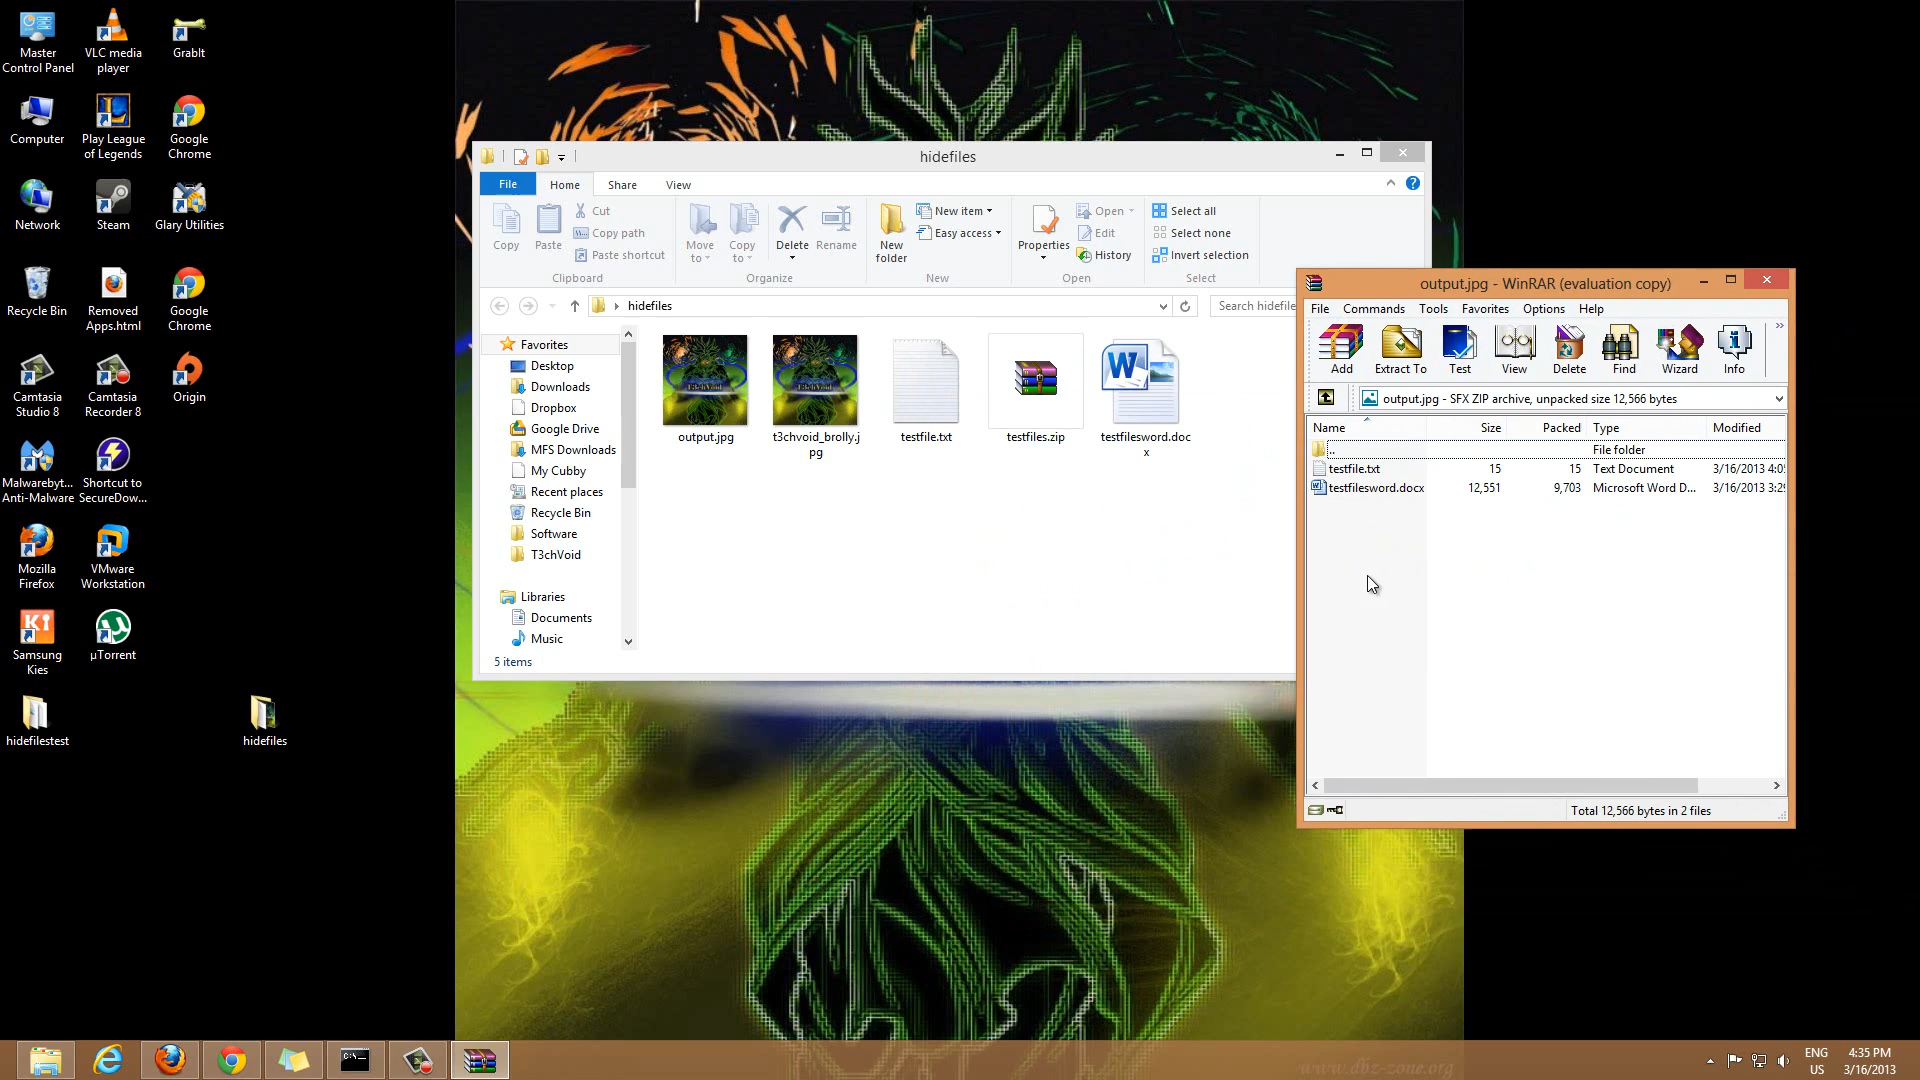 Master
Control Panel
VLC media
player
GrabIt
Computer
Play League
of Legends
Google
Chrome
Network
Steam
Glary Utilities
Recycle Bin
Removed
Apps.html
Google
Chrome
Camtasia
Studio 8
Camtasia
Recorder 8
Origin
Malwarebyt...
Anti-Malware
Shortcut to
SecureDow...
Mozilla
Firefox
VMware
Workstation
Samsung
Kies
µTorrent
hidefilestest
hidefiles
hidefiles
File
Home
Share
View
Copy
Paste
Cut
Copy path
Paste shortcut
Clipboard
Move
to
Copy
to
Delete
Rename
Organize
New
folder
New item
Easy access
New
Properties
Open
Edit
History
Open
Select all
Select none
Invert selection
Select
hidefiles
Search hidefile
Favorites
Desktop
Downloads
Dropbox
Google Drive
MFS Downloads
My Cubby
Recent places
Recycle Bin
Software
T3chVoid
Libraries
Documents
Music
5 items
output.jpg
t3chvoid_brolly.j
pg
testfile.txt
testfiles.zip
testfilesword.doc
x
output.jpg - WinRAR (evaluation copy)
File
Commands
Tools
Favorites
Options
Help
Add
Extract To
Test
View
Delete
Find
Wizard
Info
output.jpg - SFX ZIP archive, unpacked size 12,566 bytes
Name
Size
Packed
Type
Modified
..
File folder
testfile.txt
15
15
Text Document
3/16/2013 4:0
testfilesword.docx
12,551
9,703
Microsoft Word D...
3/16/2013 3:2
Total 12,566 bytes in 2 files
www.dbz-zone.org
ENG
US
4:35 PM
3/16/2013